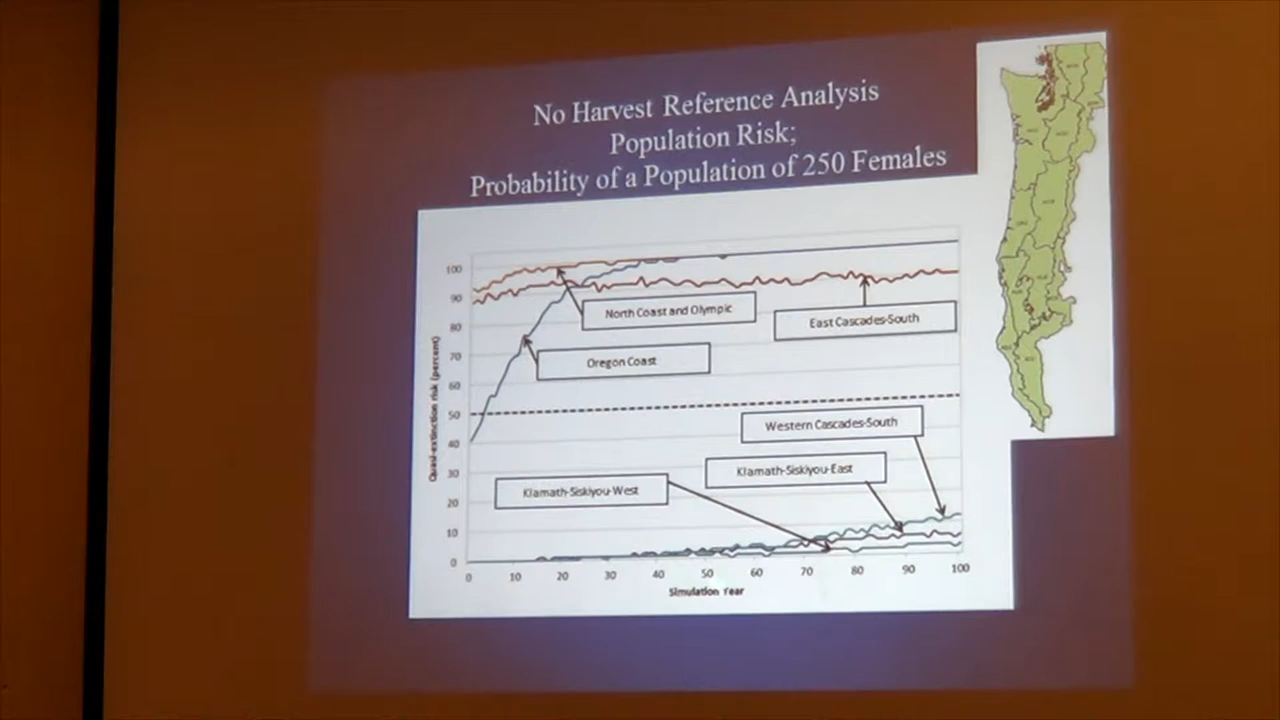 No Harvest Reference Analysis
Population Risk;
Probability of a Population of 250 Females
Quasi-extinction risk (percent)
100
90
80
70
60
50
40
30
20
10
0
North Coast and Olympic
East Cascades-South
Oregon Coast
Western Cascades-South
Klamath-Siskiyou-East
Klamath-Siskiyou-West
0 10 20 30 40 50 60 70 80 90 100
Simulation Year